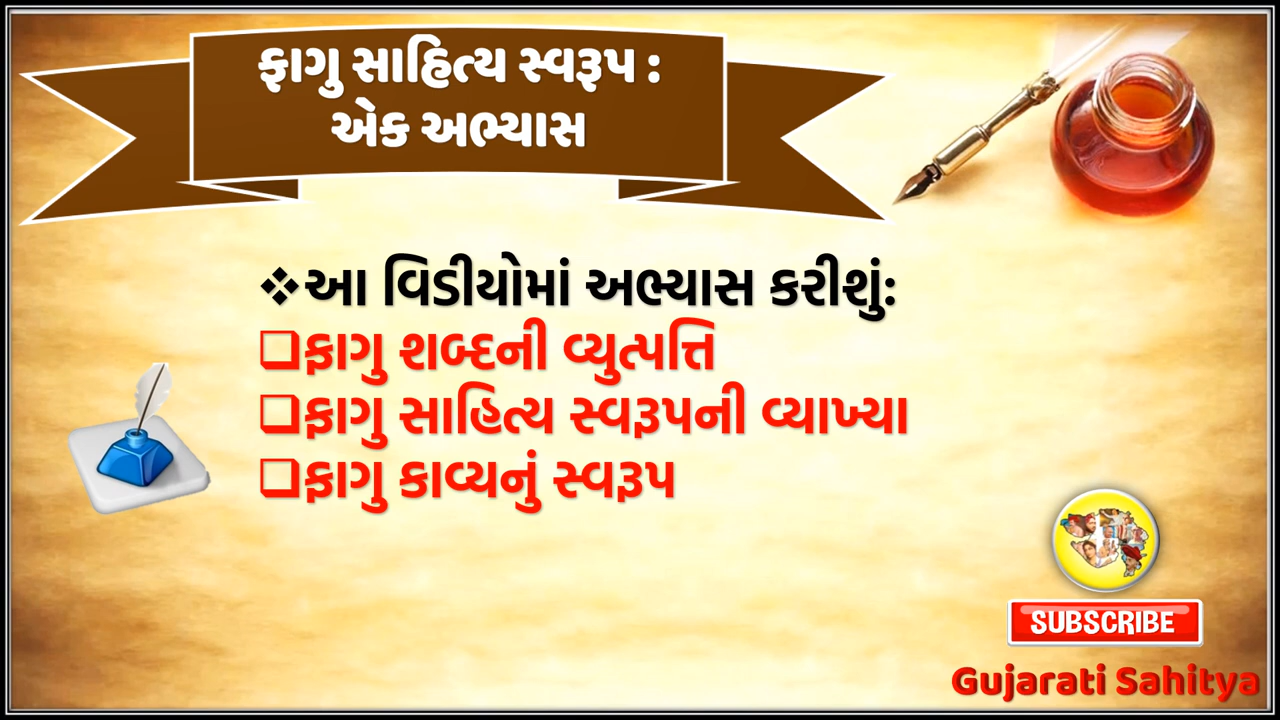 ફાગુ સાહિત્ય સ્વરૂપ :
એક અભ્યાસ
❖આ વિડીયોમાં અભ્યાસ કરીશું:
❑ફાગુ શબ્દની વ્યુત્પત્તિ
❑ફાગુ સાહિત્ય સ્વરૂપની વ્યાખ્યા
❑ફાગુ કાવ્યનું સ્વરૂપ
SUBSCRIBE
Gujarati Sahitya